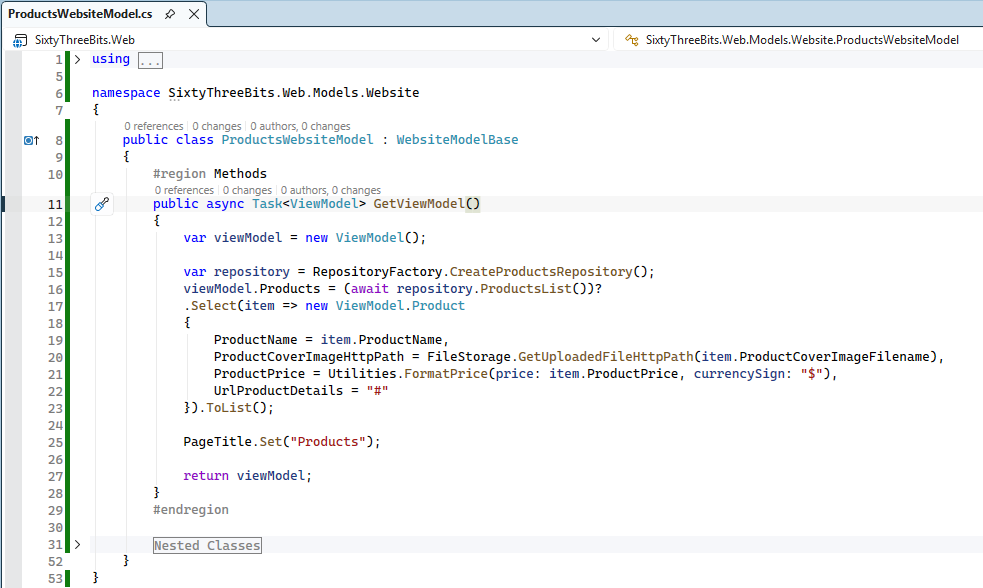 ProductsWebsiteModel.cs
SixtyThreeBits.Web SixtyThreeBits.Web.Models.Website.ProductsWebsiteModel
1 using ...
5
6 namespace SixtyThreeBits.Web.Models.Website
7 {
0 references | 0 changes | 0 authors, 0 changes
8 public class ProductsWebsiteModel : WebsiteModelBase
9 {
10 #region Methods
0 references | 0 changes | 0 authors, 0 changes
11 public async Task<ViewModel> GetViewModel()
12 {
13 var viewModel = new ViewModel();
14
15 var repository = RepositoryFactory.CreateProductsRepository();
16 viewModel.Products = (await repository.ProductsList())?
17 .Select(item => new ViewModel.Product
18 {
19 ProductName = item.ProductName,
20 ProductCoverImageHttpPath = FileStorage.GetUploadedFileHttpPath(item.ProductCoverImageFilename),
21 ProductPrice = Utilities.FormatPrice(price: item.ProductPrice, currencySign: "$"),
22 UrlProductDetails = "#"
23 }).ToList();
24
25 PageTitle.Set("Products");
26
27 return viewModel;
28 }
29 #endregion
30
31 Nested Classes
52 }
53 }